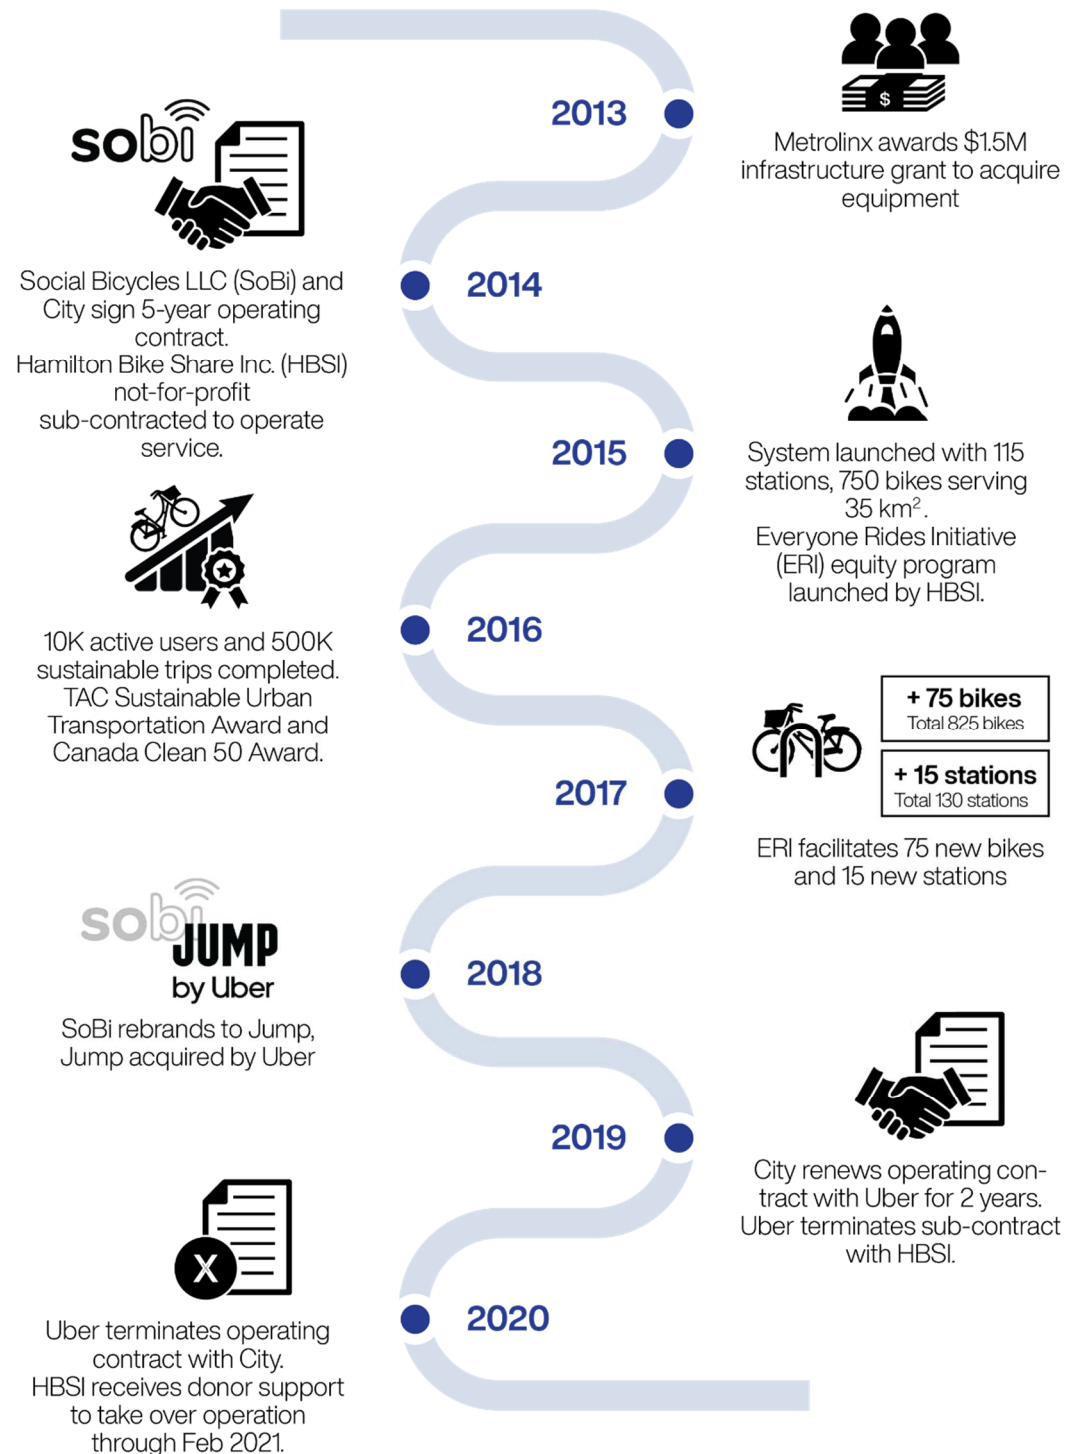 2013
$
Metrolinx awards $1.5M
infrastructure grant to acquire
equipment
sobi
Social Bicycles LLC (SoBi) and
City sign 5-year operating
contract.
Hamilton Bike Share Inc. (HBSI)
not-for-profit
sub-contracted to operate
service.
2014
2015
System launched with 115
stations, 750 bikes serving
35 km².
Everyone Rides Initiative
(ERI) equity program
launched by HBSI.
10K active users and 500K
sustainable trips completed.
TAC Sustainable Urban
Transportation Award and
Canada Clean 50 Award.
2016
2017
+ 75 bikes
Total 825 bikes
+ 15 stations
Total 130 stations
ERI facilitates 75 new bikes
and 15 new stations
sobi
JUMP
by Uber
SoBi rebrands to Jump,
Jump acquired by Uber
2018
2019
City renews operating con-
tract with Uber for 2 years.
Uber terminates sub-contract
with HBSI.
X
Uber terminates operating
contract with City.
HBSI receives donor support
to take over operation
through Feb 2021.
2020